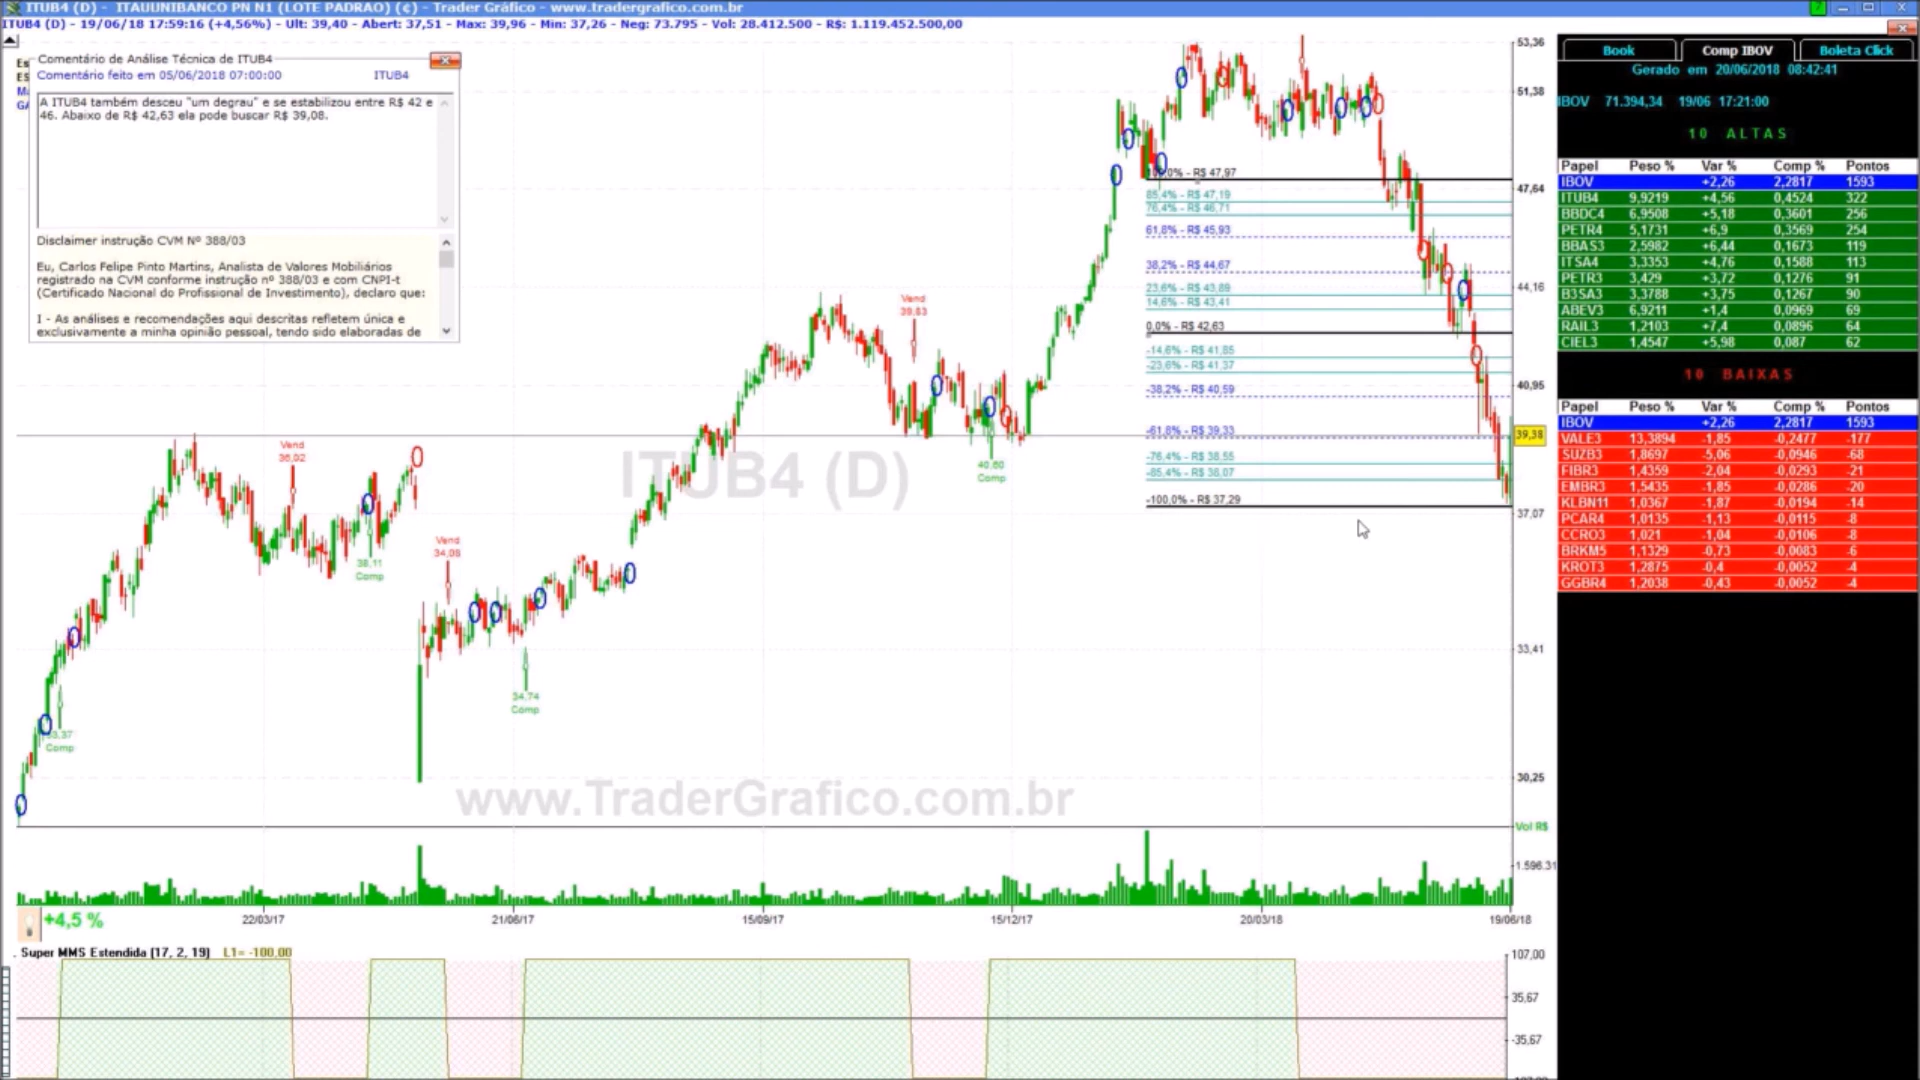 ITUB4 (D) - ITAUUNIBANCO PN N1 (LOTE PADRAO) (¢) - Trader Gráfico - www.tradergrafico.com.br
ITUB4 (D) - 19/06/18 17:59:16 (+4,56%) - Ult: 39,40 - Abert: 37,51 - Max: 39,96 - Min: 37,26 - Neg: 73.795 - Vol: 28.412.500 - R$: 1.119.452.500,00
Comentário de Análise Técnica de ITUB4
Comentário feito em 05/06/2018 07:00:00 ITUB4
A ITUB4 também desceu "um degrau" e se estabilizou entre R$ 42 e
46. Abaixo de R$ 42,63 ela pode buscar R$ 39,08.
Disclaimer instrução CVM Nº 388/03
Eu, Carlos Felipe Pinto Martins, Analista de Valores Mobiliários
registrado na CVM conforme instrução nº 388/03 e com CNPI-t
(Certificado Nacional do Profissional de Investimento), declaro que:
I - As análises e recomendações aqui descritas refletem única e
exclusivamente a minha opinião pessoal, tendo sido elaboradas de
53,36
51,38
47,64
44,16
40,95
39,38
37,07
33,41
30,25
R$ 47,97
85,4% - R$ 47,19
76,4% - R$ 46,71
61,8% - R$ 45,93
38,2% - R$ 44,67
23,6% - R$ 43,89
14,6% - R$ 43,41
0,0% - R$ 42,63
-14,6% - R$ 41,85
-23,6% - R$ 41,37
-38,2% - R$ 40,59
-61,8% - R$ 39,33
-76,4% - R$ 38,55
-85,4% - R$ 38,07
-100,0% - R$ 37,29
Vend
39,83
Vend
36,92
Vend
34,08
38,11
Comp
40,60
Comp
34,74
Comp
Comp
ITUB4 (D)
www.TraderGrafico.com.br
Vol R$
1.596.31
+4,5 %
22/03/17
21/06/17
15/09/17
15/12/17
20/03/18
19/06/18
Super MMS Estendida [17, 2, 19] L1= -100,00
107,00
35,67
-35,67
Book
Comp IBOV
Boleta Click
Gerado em 20/06/2018 08:42:41
IBOV 71.394,34 19/06 17:21:00
10 ALTAS
Papel Peso % Var % Comp % Pontos
IBOV +2,26 2,2817 1593
ITUB4 9,9219 +4,56 0,4524 322
BBDC4 6,9508 +5,18 0,3601 256
PETR4 5,1731 +6,9 0,3569 254
BBAS3 2,5982 +6,44 0,1673 119
ITSA4 3,3353 +4,76 0,1588 113
PETR3 3,429 +3,72 0,1276 91
B3SA3 3,3788 +3,75 0,1267 90
ABEV3 6,9211 +1,4 0,0969 69
RAIL3 1,2103 +7,4 0,0896 64
CIEL3 1,4547 +5,98 0,087 62
10 BAIXAS
Papel Peso % Var % Comp % Pontos
IBOV +2,26 2,2817 1593
VALE3 13,3894 -1,85 -0,2477 -177
SUZB3 1,8697 -5,06 -0,0946 -68
FIBR3 1,4359 -2,04 -0,0293 -21
EMBR3 1,5435 -1,85 -0,0286 -20
KLBN11 1,0367 -1,87 -0,0194 -14
PCAR4 1,0135 -1,13 -0,0115 -8
CCRO3 1,021 -1,04 -0,0106 -8
BRKM5 1,1329 -0,73 -0,0083 -6
KROT3 1,2875 -0,4 -0,0052 -4
GGBR4 1,2038 -0,43 -0,0052 -4